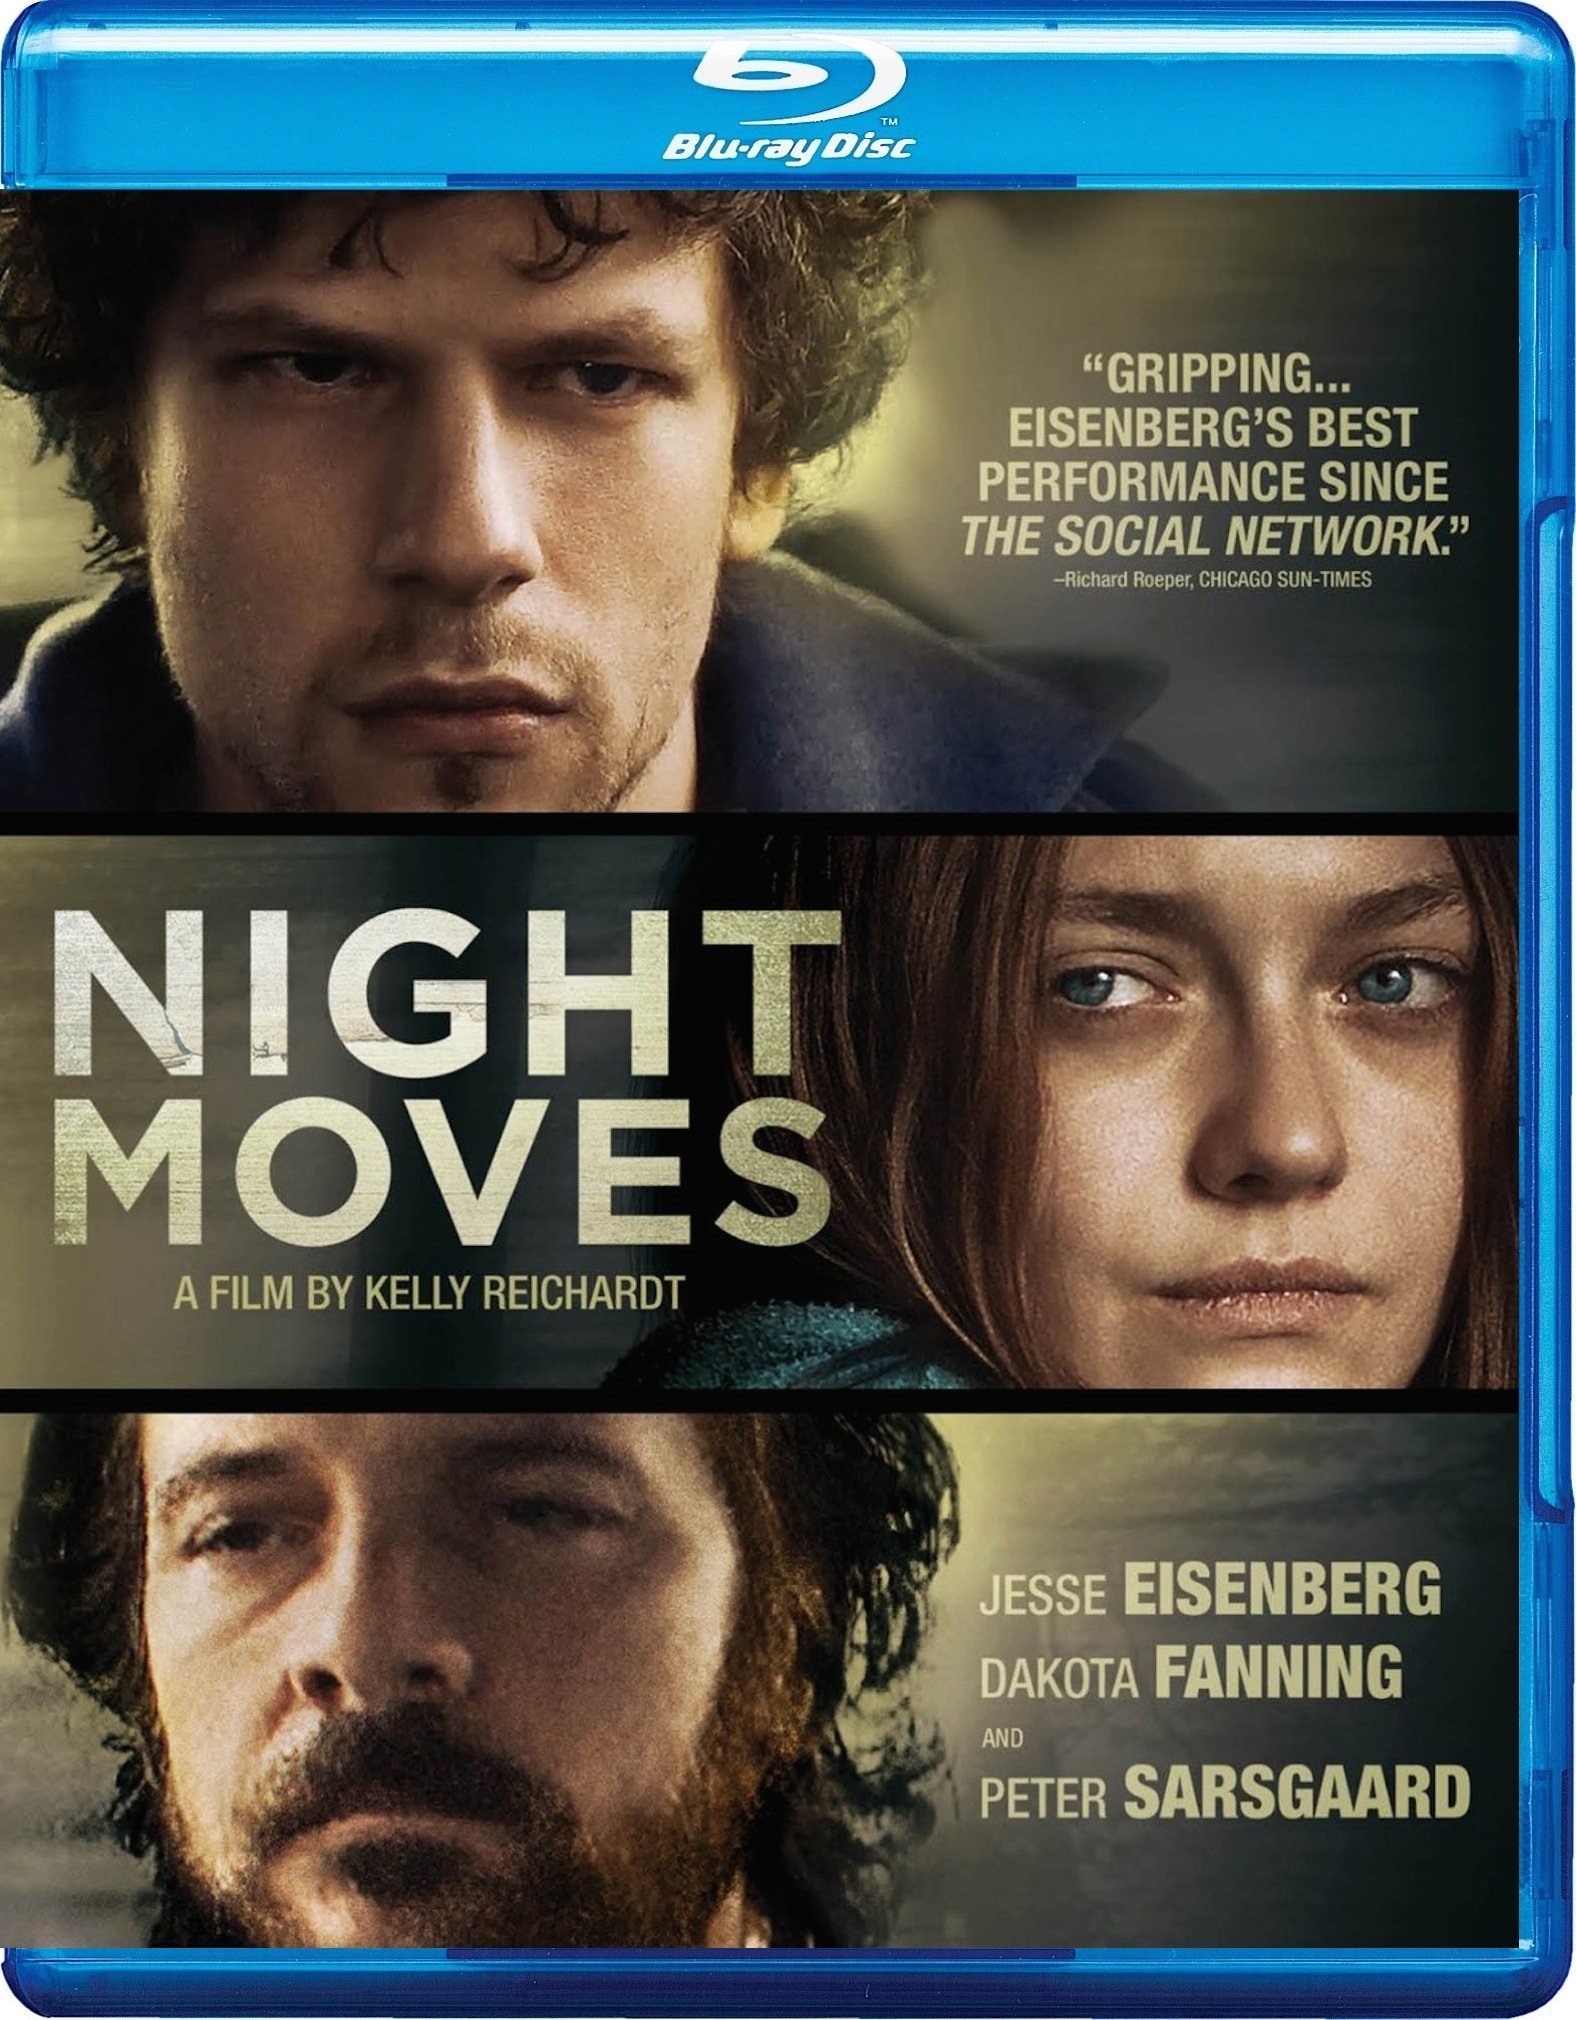 Blu-ray Disc
TM
"GRIPPING...
EISENBERG'S BEST
PERFORMANCE SINCE
THE SOCIAL NETWORK."
–Richard Roeper, CHICAGO SUN-TIMES
NIGHT
MOVES
A FILM BY KELLY REICHARDT
JESSE EISENBERG
DAKOTA FANNING
AND
PETER SARSGAARD